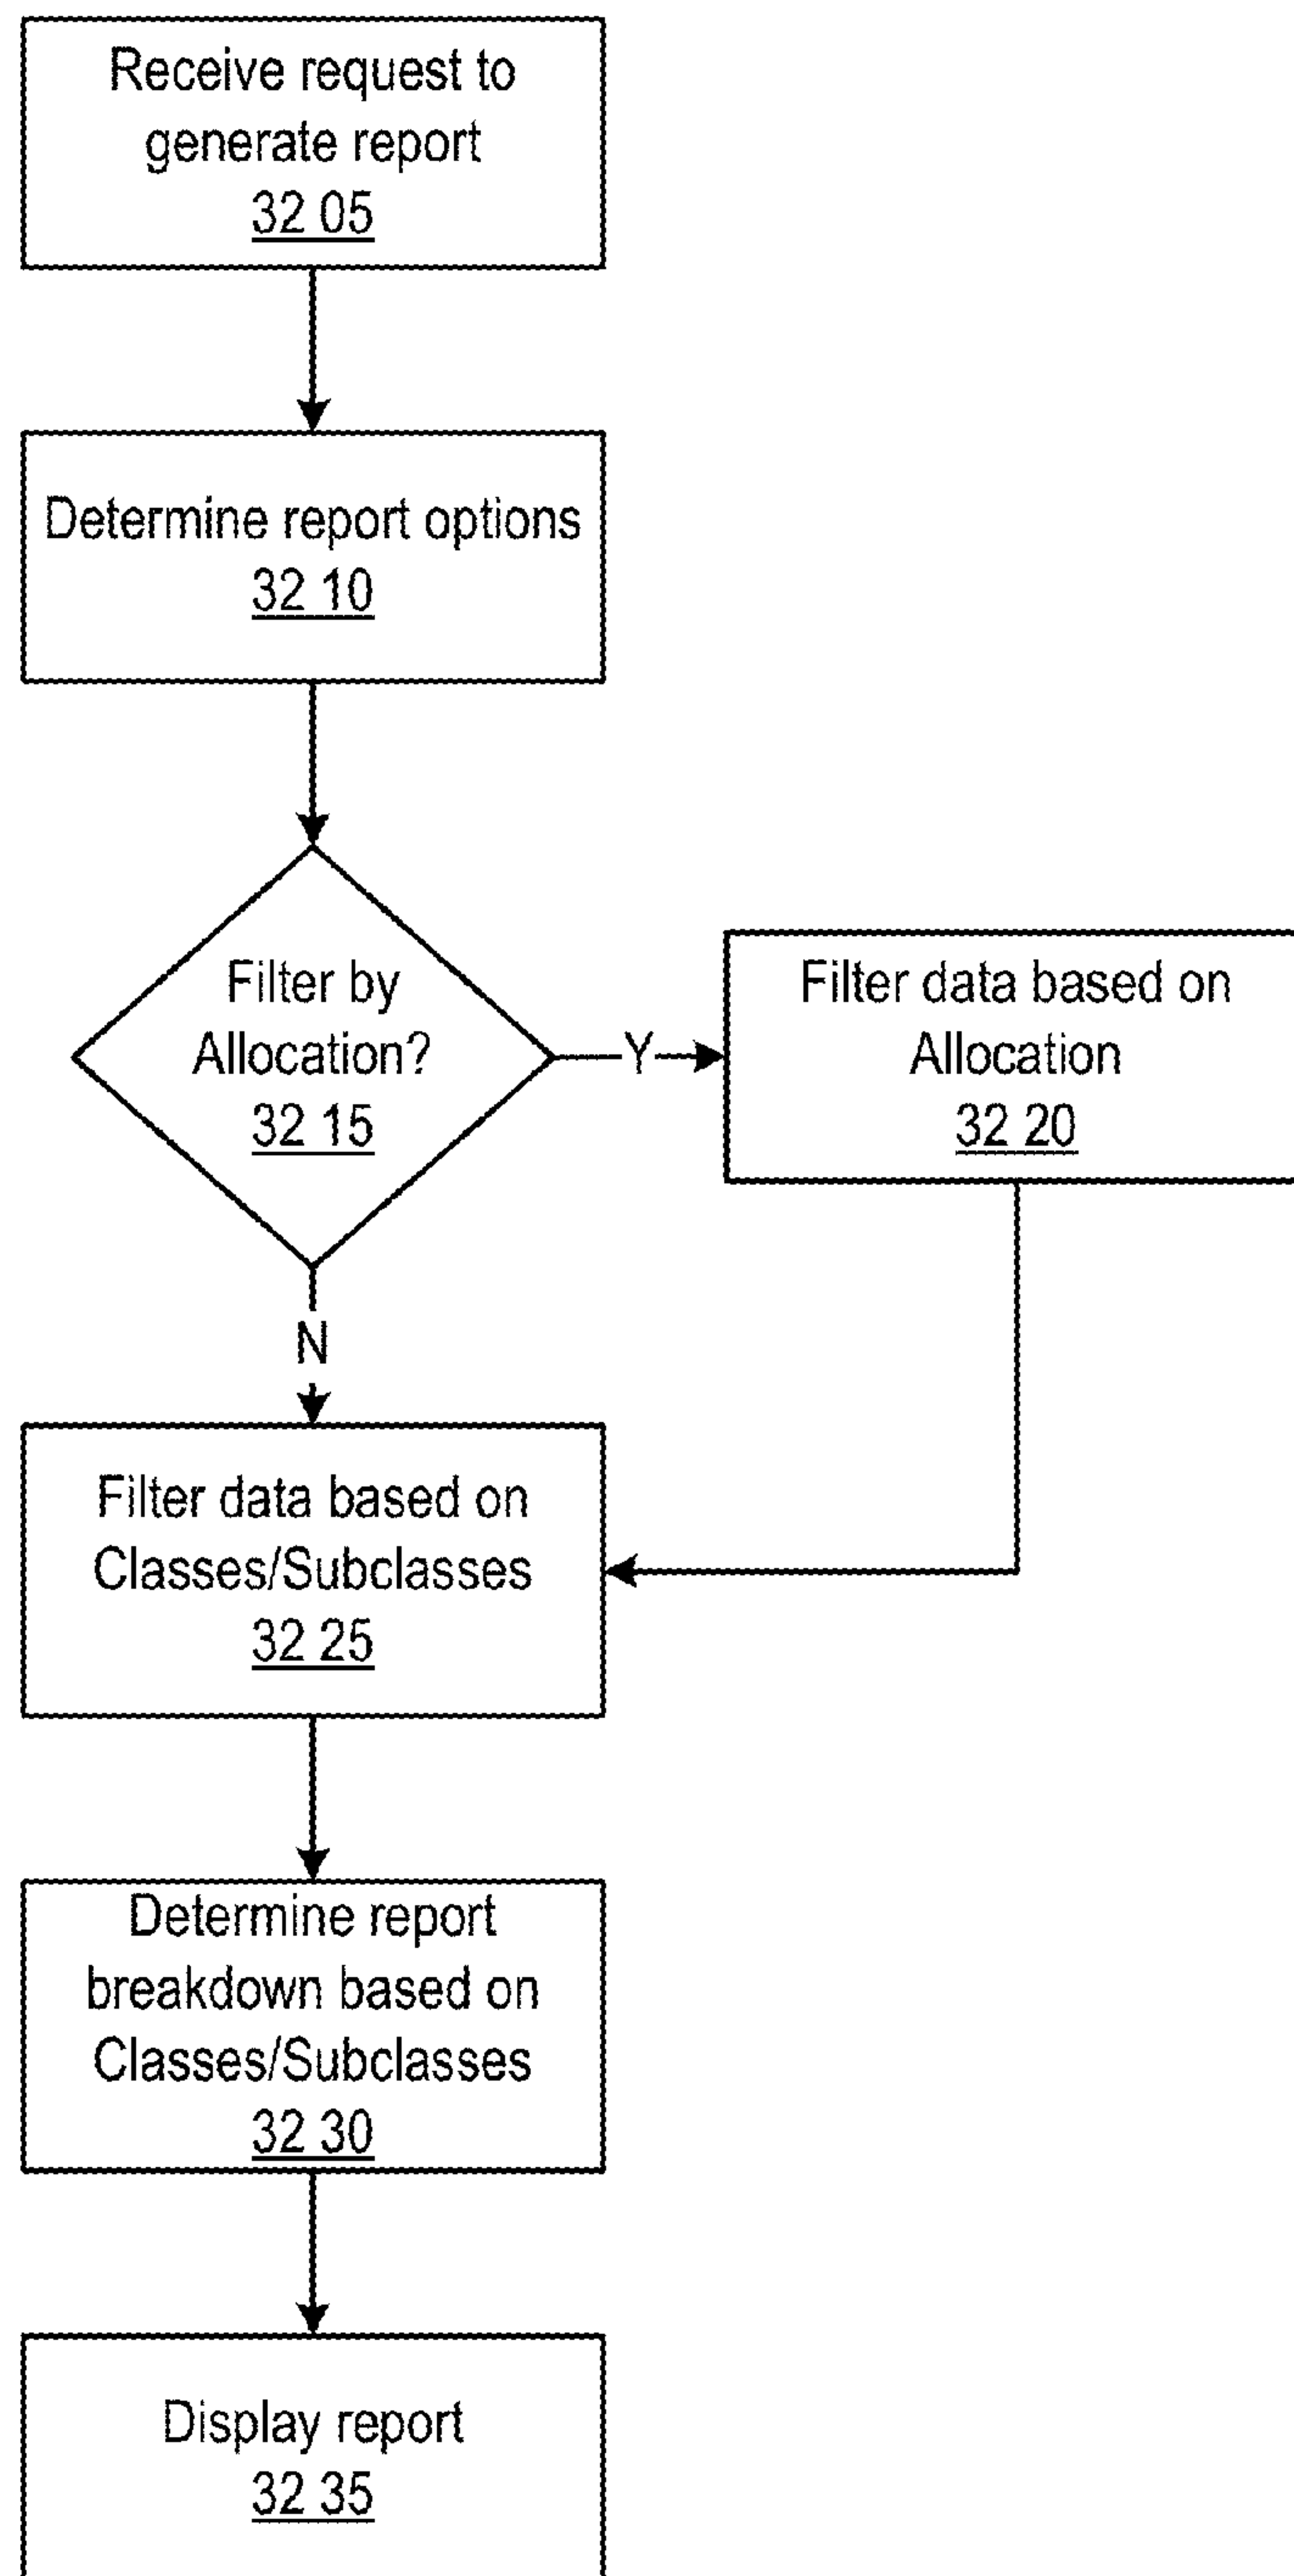 Receive request to
generate report
32 05
Determine report options
32 10
Filter by
Allocation?
32 15
Y
Filter data based on
Allocation
32 20
N
Filter data based on
Classes/Subclasses
32 25
Determine report
breakdown based on
Classes/Subclasses
32 30
Display report
32 35